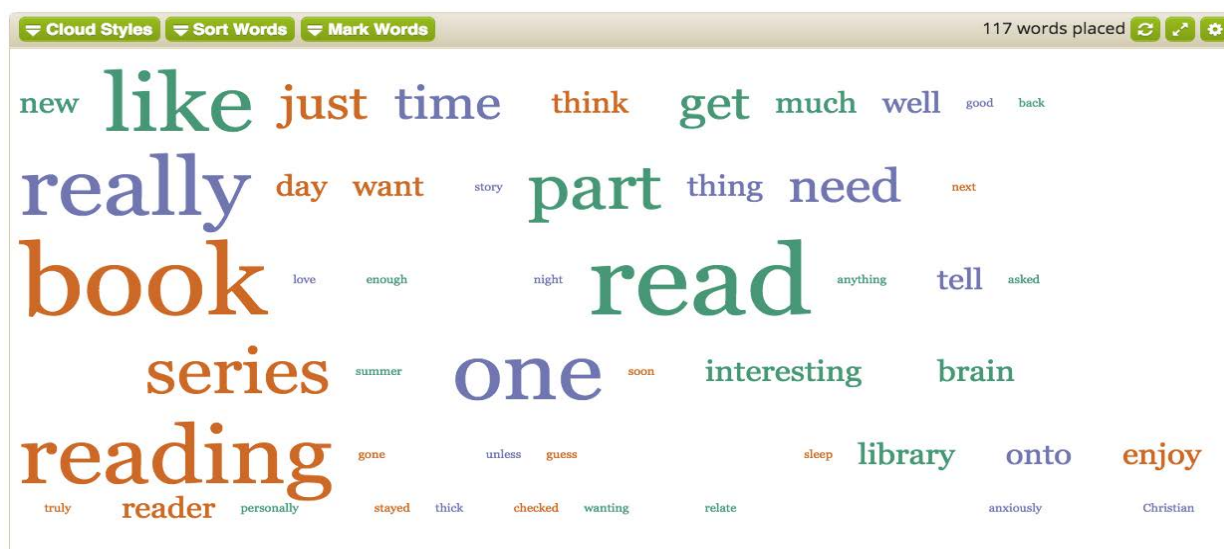 Cloud Styles Sort Words Mark Words 117 words placed
new like just time think get much well good back
really day want story part thing need next
book love enough night read anything tell asked
series summer one soon interesting brain
reading gone unless guess sleep library onto enjoy
truly reader personally stayed thick checked wanting relate anxiously Christian